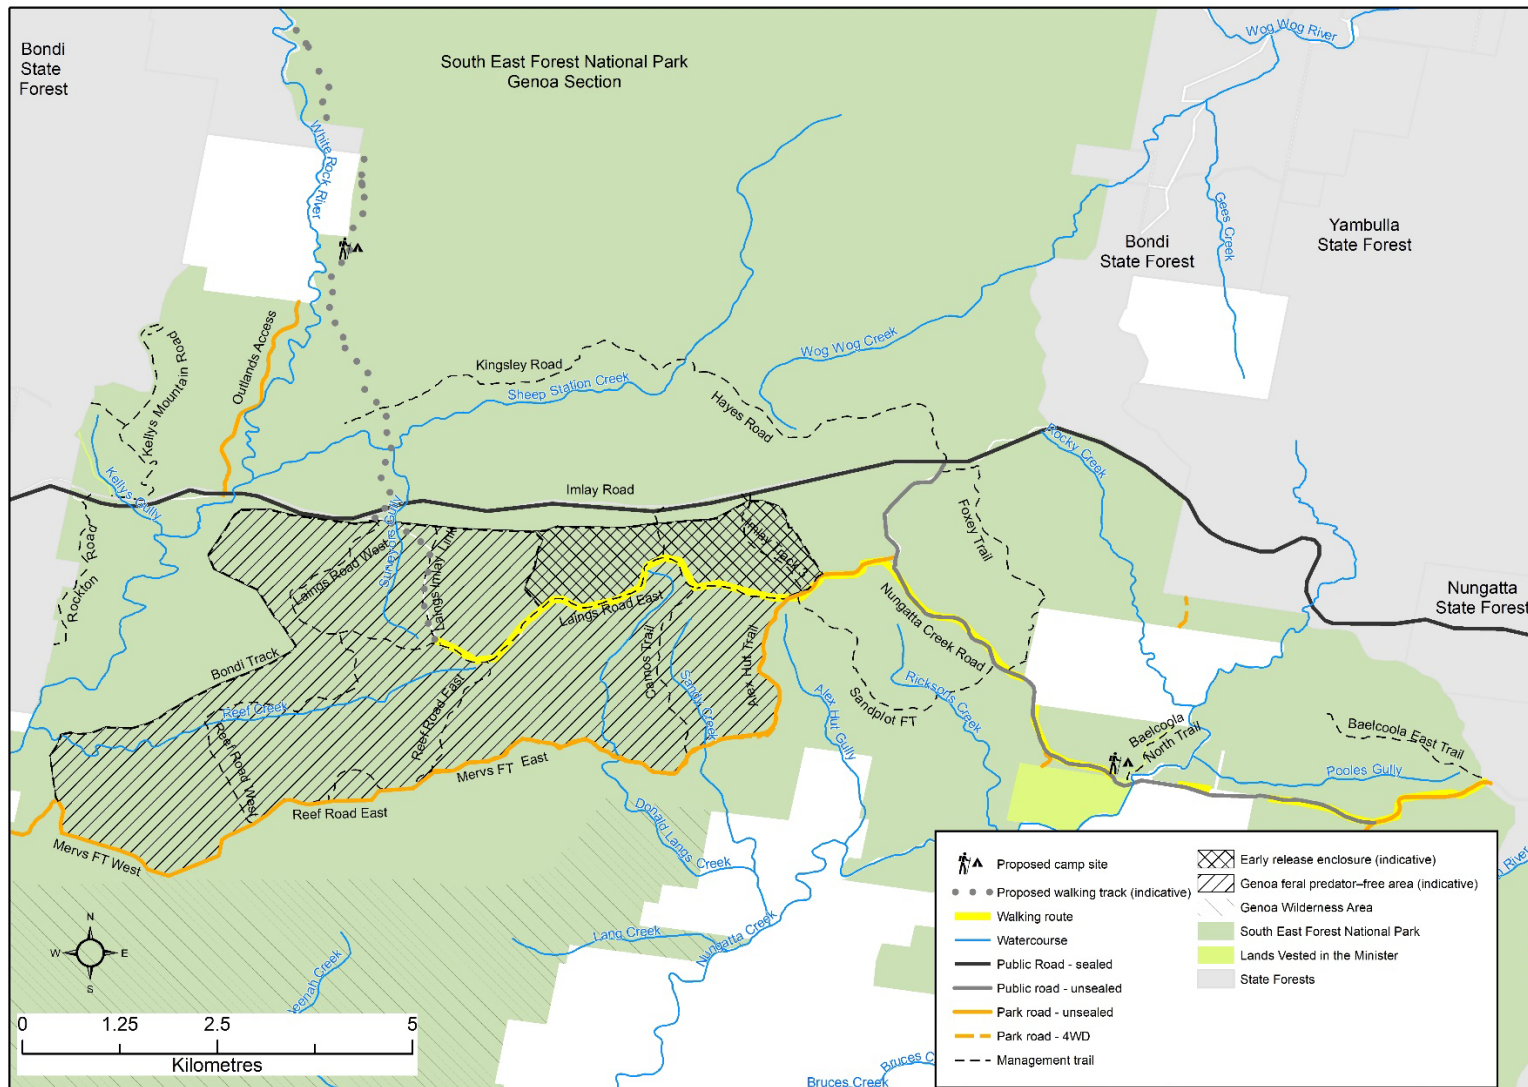 Bondi
State
Forest
South East Forest National Park
Genoa Section
Wog Wog River
White Rock River
Gees Creek
Yambulla
State Forest
Bondi
State Forest
Wog Wog Creek
Kellys Mountain Road
Outlands Access
Kingsley Road
Sheep Station Creek
Hayes Road
Rocky Creek
Kellys Gully
Imlay Road
Rockton Road
Laings Road West
Surveyors Gully
Laings Imlay Link
Imlay Track 3
Foxey Trail
Laings Road East
Nungatta
State Forest
Nungatta Creek Road
Bondi Track
Camos Trail
Sandy Creek
Alex Hut Trail
Alex Hut Gully
Sandplot FT
Ricksons Creek
Reef Creek
Reef Road West
Reef Road East
Baelcoola
North Trail
Baelcoola East Trail
Pooles Gully
Mervs FT East
Reef Road East
Mervs FT West
Donald Langs Creek
Lang Creek
Nungatta Creek
Bruces Creek
Bruces C
River
N
W
E
S
0
1.25
2.5
5
Kilometres
Proposed camp site
Proposed walking track (indicative)
Walking route
Watercourse
Public Road - sealed
Public road - unsealed
Park road - unsealed
Park road - 4WD
Management trail
Early release enclosure (indicative)
Genoa feral predator–free area (indicative)
Genoa Wilderness Area
South East Forest National Park
Lands Vested in the Minister
State Forests